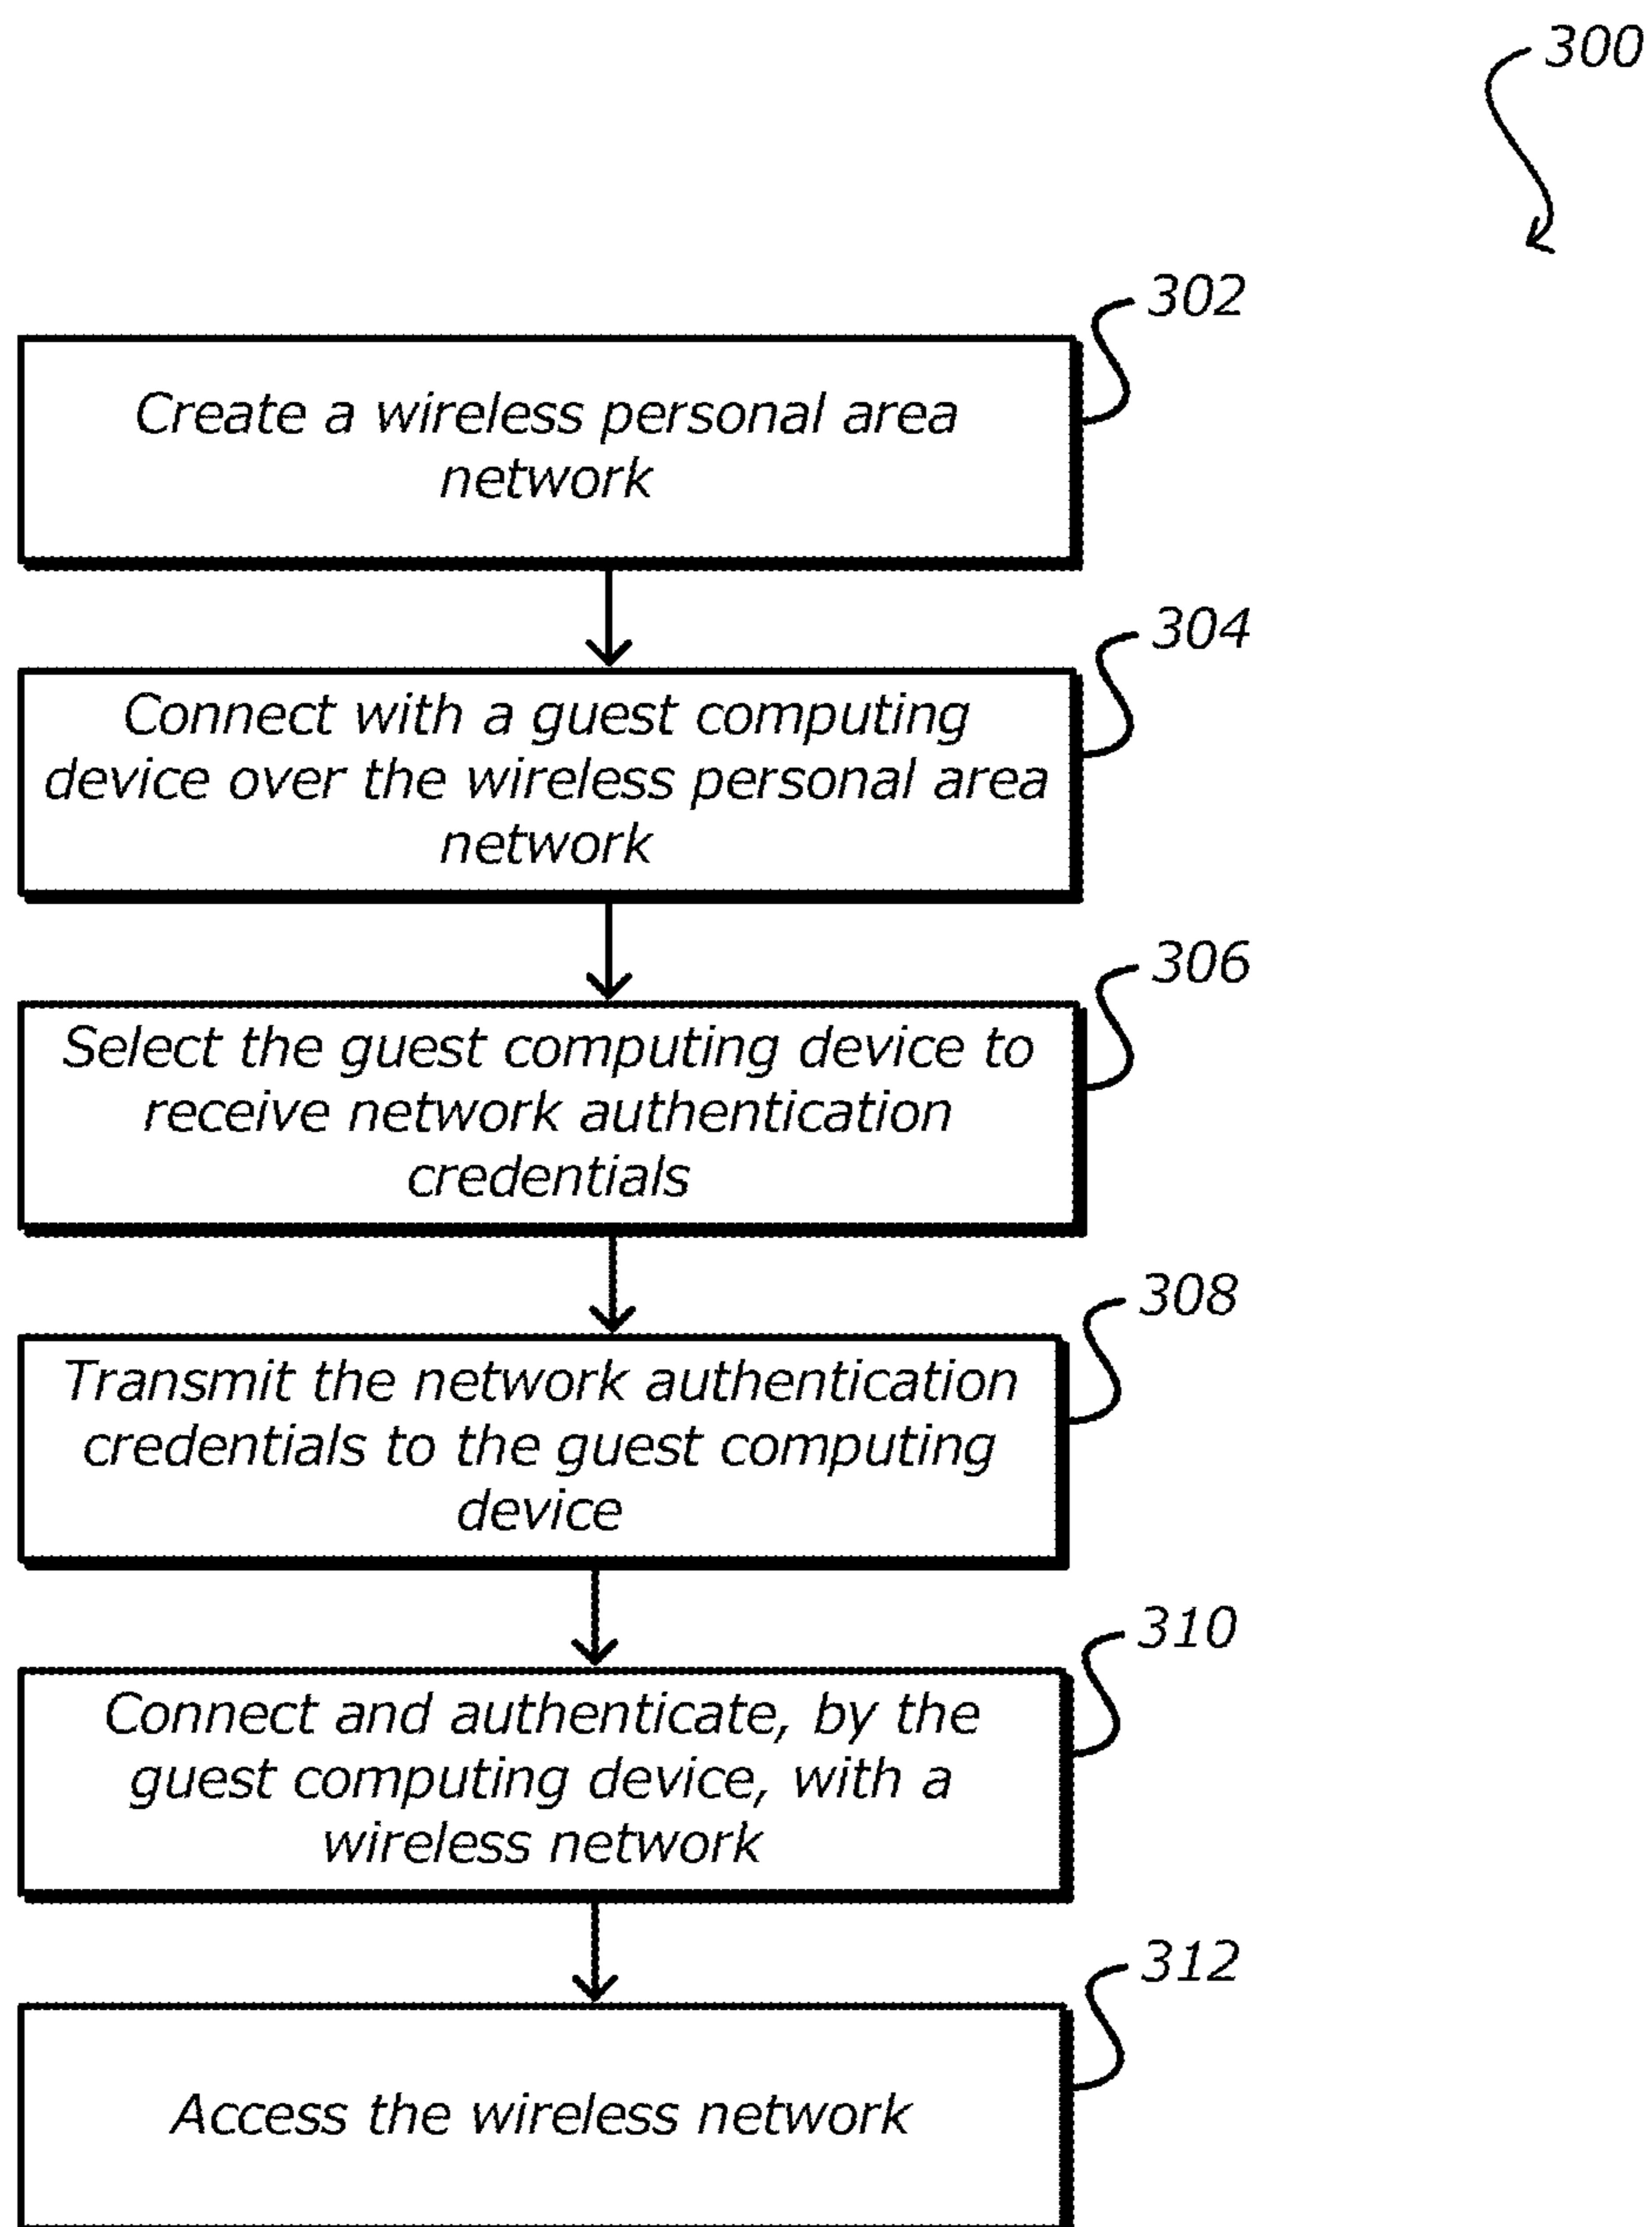 300
302
Create a wireless personal area
network
304
Connect with a guest computing
device over the wireless personal area
network
306
Select the guest computing device to
receive network authentication
credentials
308
Transmit the network authentication
credentials to the guest computing
device
310
Connect and authenticate, by the
guest computing device, with a
wireless network
312
Access the wireless network